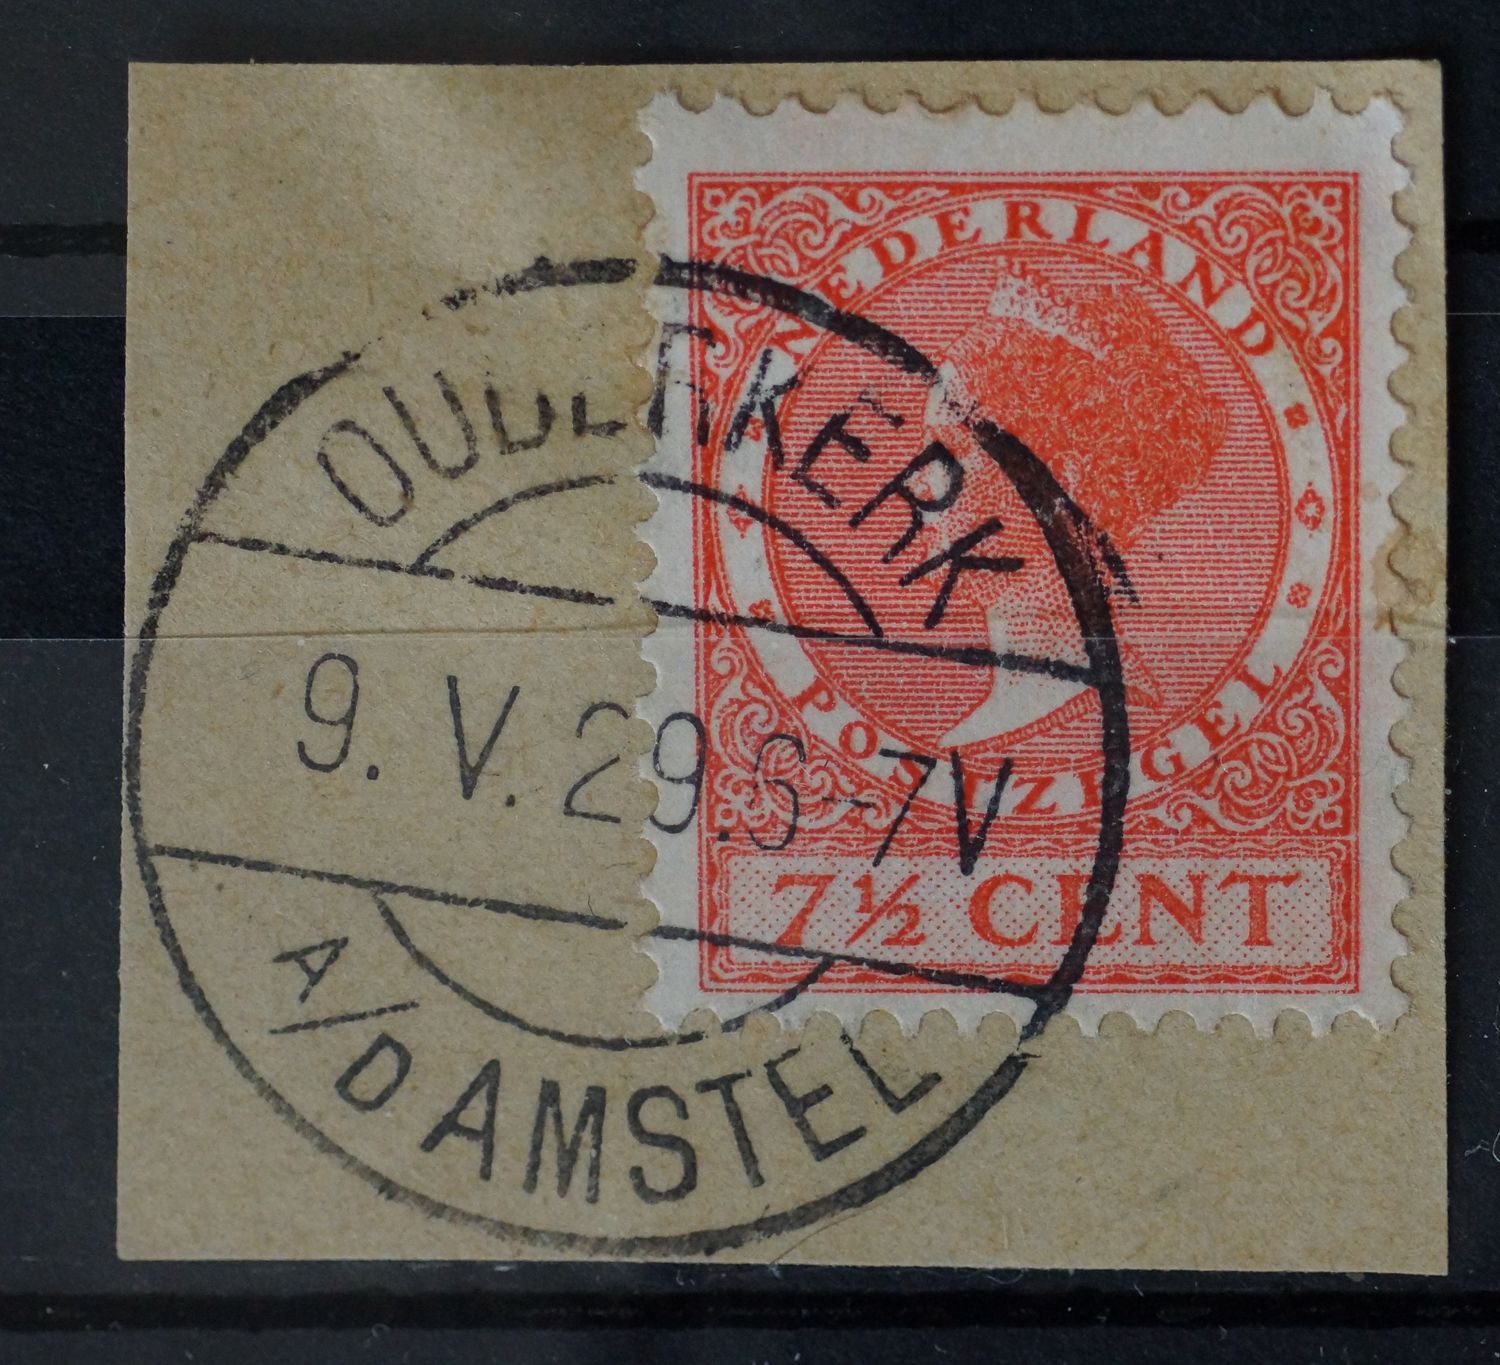 NEDERLAND
POSTZEGEL
7½ CENT
OUDERKERK
9.V.29.6-7V
A/D AMSTEL